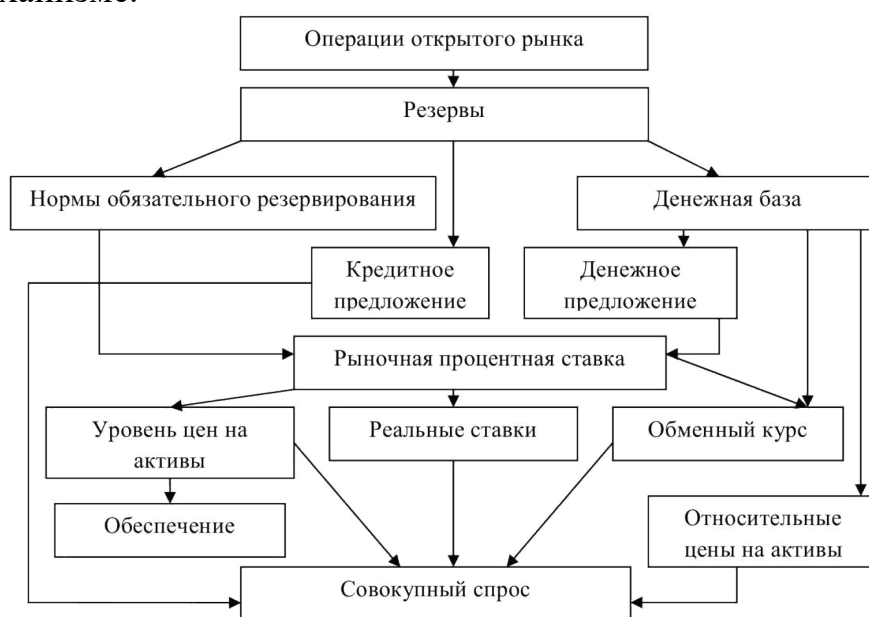 Операции открытого рынка
Резервы
Нормы обязательного резервирования
Денежная база
Кредитное
предложение
Денежное
предложение
Рыночная процентная ставка
Уровень цен на
активы
Реальные ставки
Обменный курс
Обеспечение
Относительные
цены на активы
Совокупный спрос